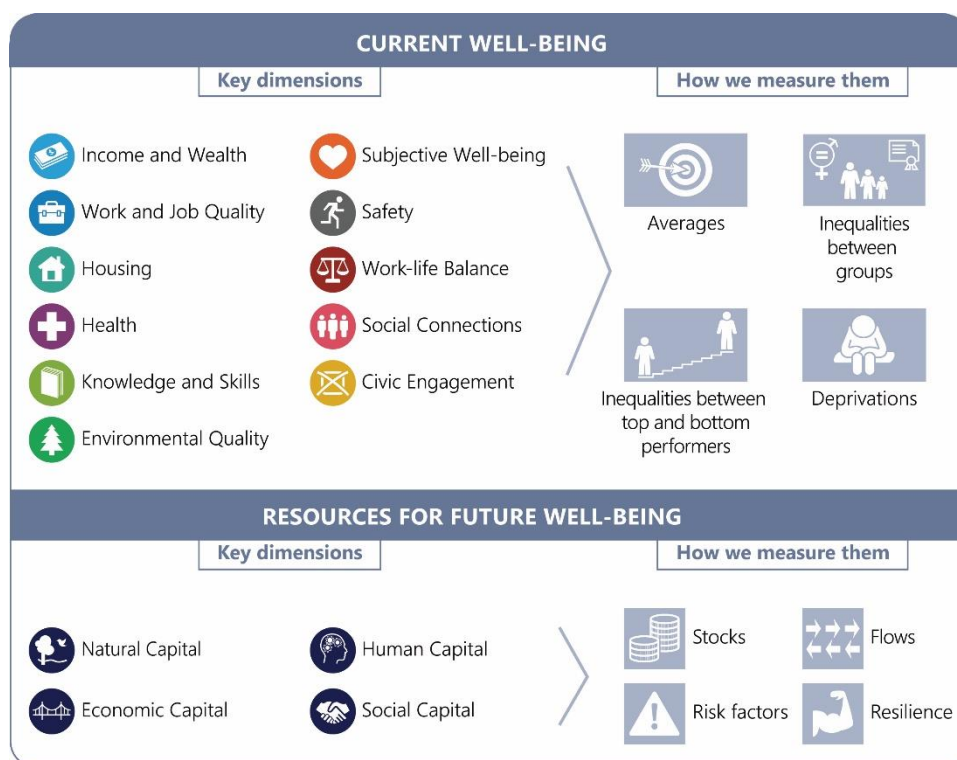 CURRENT WELL-BEING
Key dimensions
How we measure them
Income and Wealth
Subjective Well-being
Work and Job Quality
Safety
Housing
Work-life Balance
Health
Social Connections
Knowledge and Skills
Civic Engagement
Environmental Quality
Averages
Inequalities
between
groups
Inequalities between
top and bottom
performers
Deprivations
RESOURCES FOR FUTURE WELL-BEING
Key dimensions
How we measure them
Natural Capital
Human Capital
Economic Capital
Social Capital
Stocks
Flows
Risk factors
Resilience